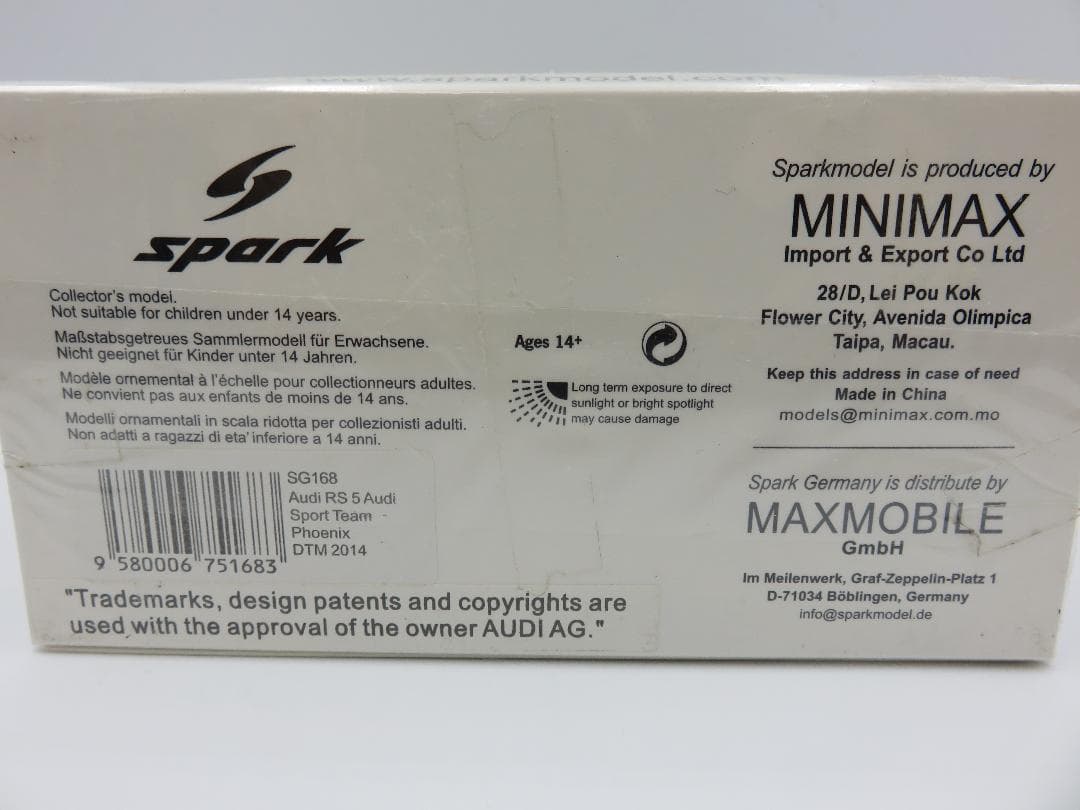 www.sparkmodel.com
spark
Collector's model.
Not suitable for children under 14 years.
Maßstabsgetreues Sammlermodell für Erwachsene.
Nicht geeignet für Kinder unter 14 Jahren.
Modèle ornemental à l'échelle pour collectionneurs adultes.
Ne convient pas aux enfants de moins de 14 ans.
Modelli ornamentali in scala ridotta per collezionisti adulti.
Non adatti a ragazzi di eta' inferiore a 14 anni.
SG168
Audi RS 5 Audi
Sport Team -
Phoenix
DTM 2014
9 580006 751683
"Trademarks, design patents and copyrights are
used with the approval of the owner AUDI AG."
Ages 14+
Long term exposure to direct
sunlight or bright spotlight
may cause damage
Sparkmodel is produced by
MINIMAX
Import & Export Co Ltd
28/D, Lei Pou Kok
Flower City, Avenida Olimpica
Taipa, Macau.
Keep this address in case of need
Made in China
models@minimax.com.mo
Spark Germany is distribute by
MAXMOBILE
GmbH
Im Meilenwerk, Graf-Zeppelin-Platz 1
D-71034 Böblingen, Germany
info@sparkmodel.de